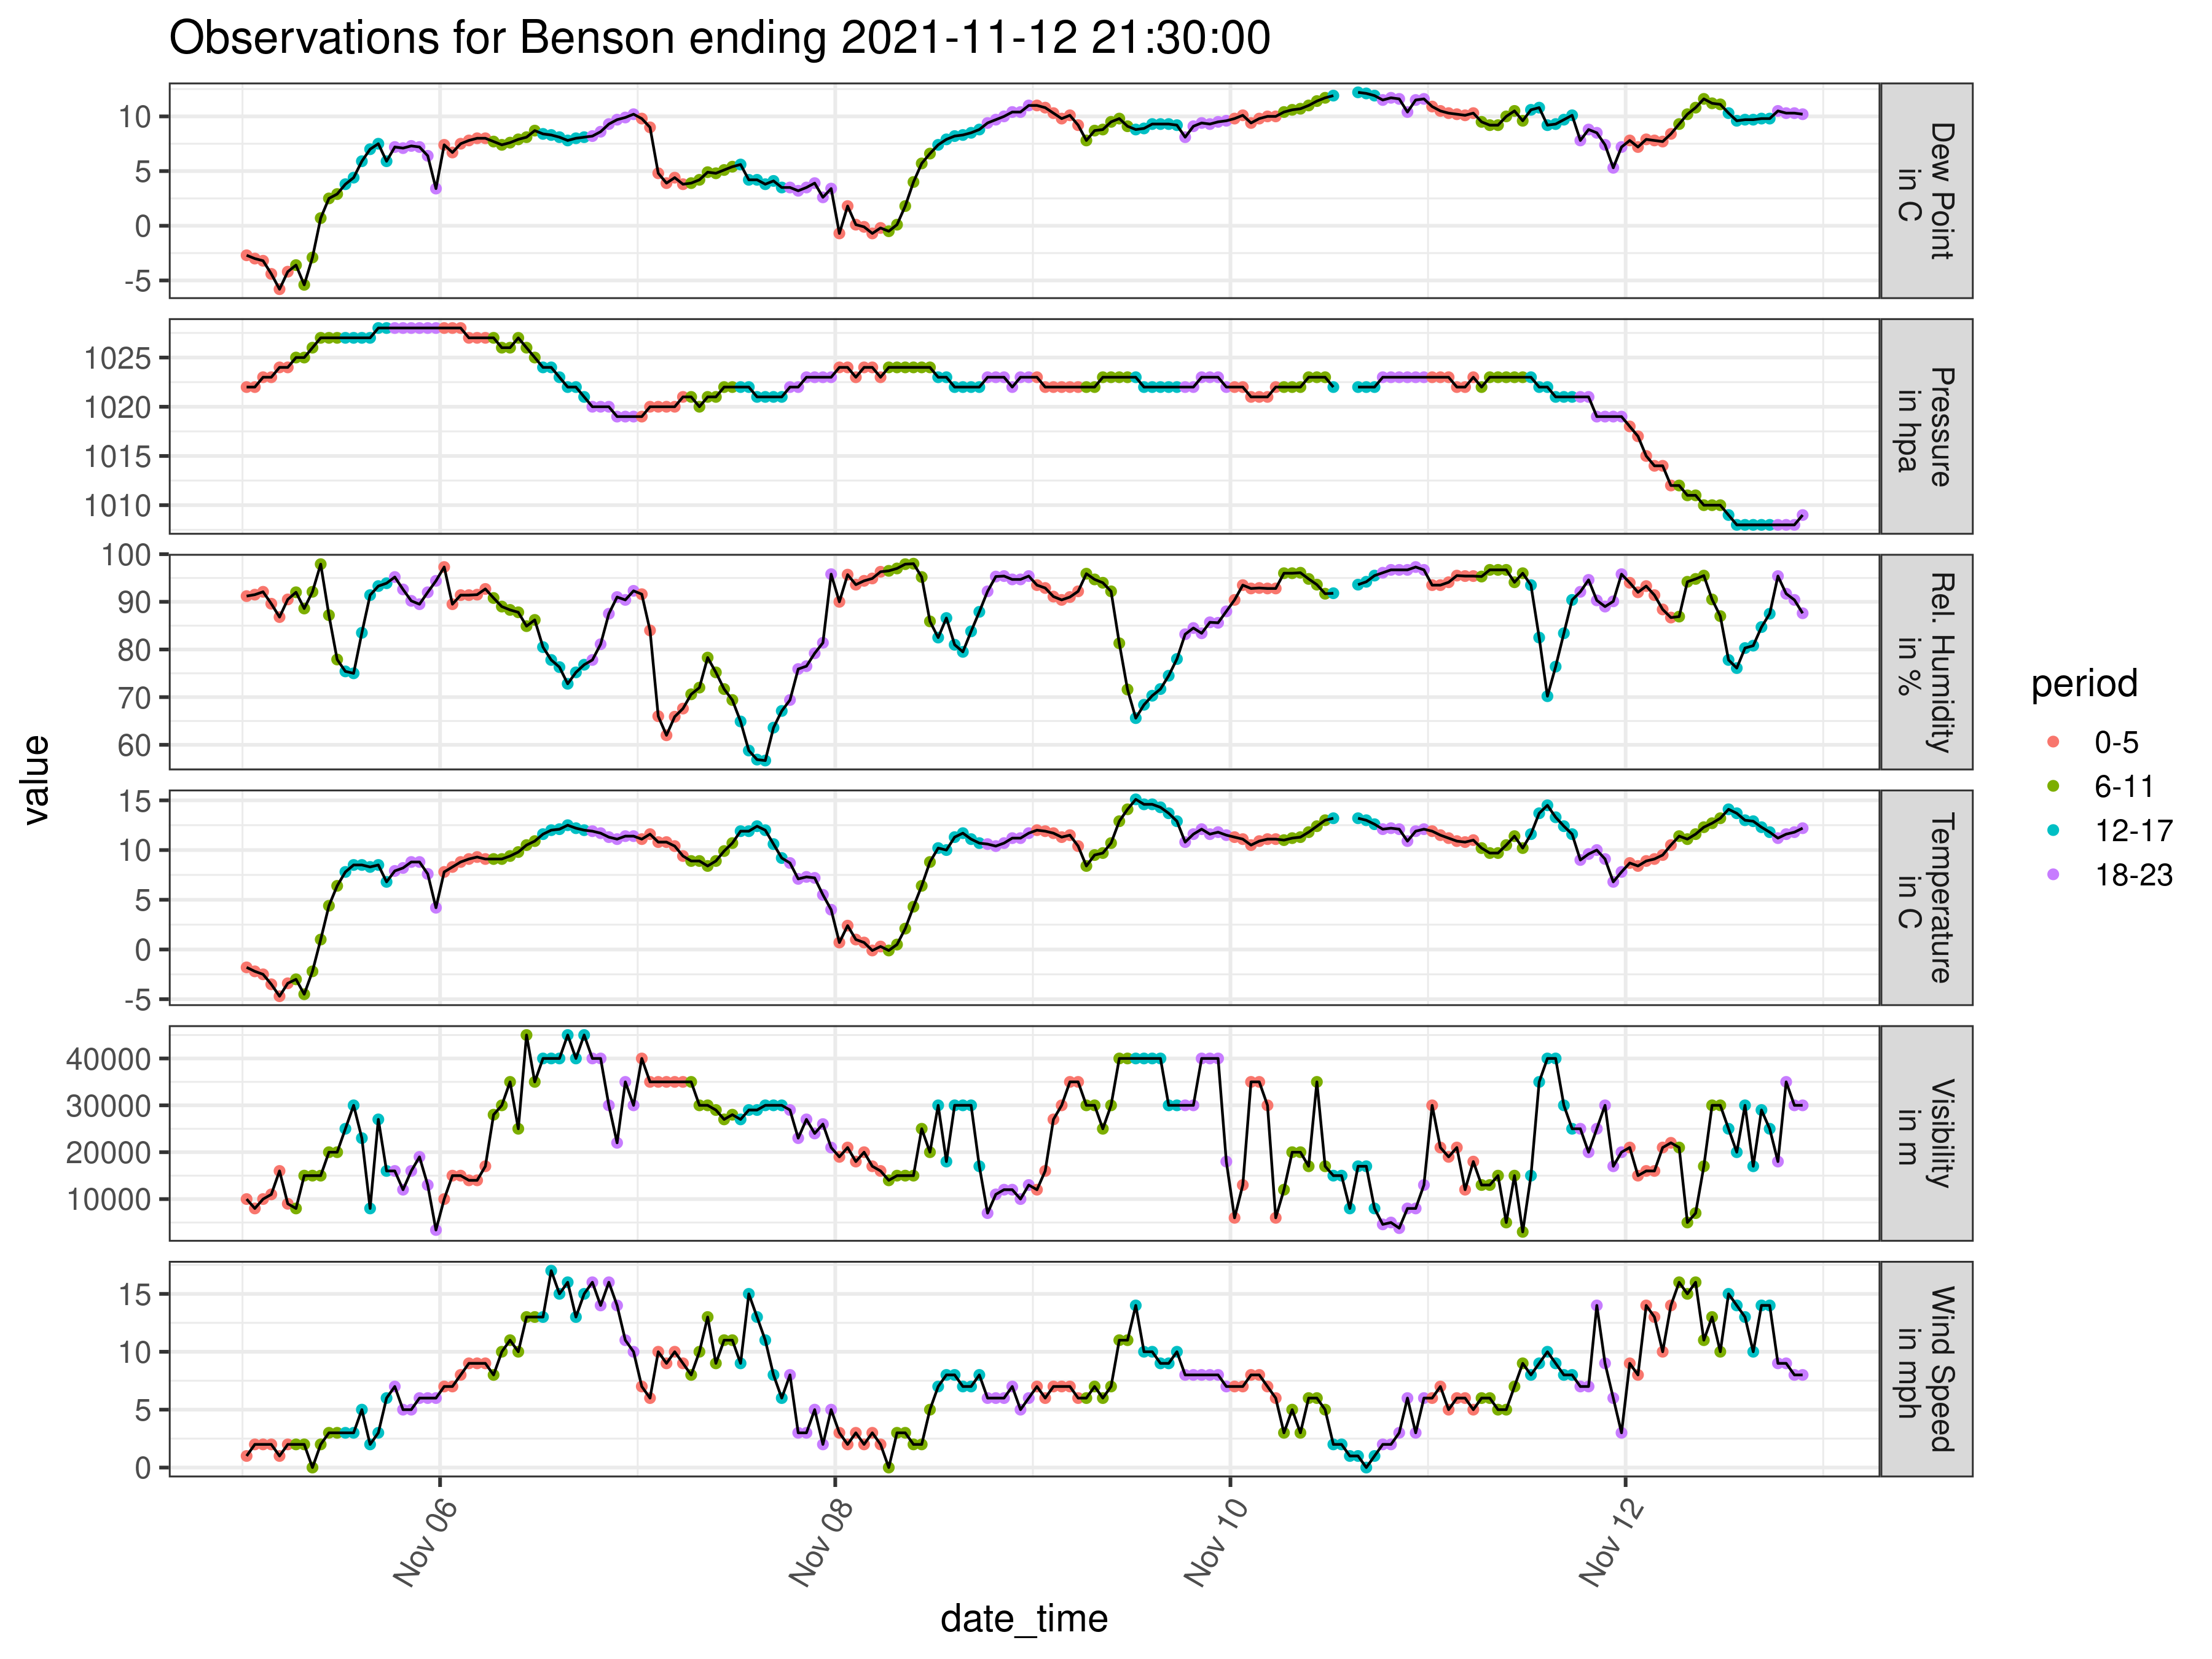 Observations for Benson ending 2021-11-12 21:30:00
value
10
5
0
-5
Dew Point
in C
1025
1020
1015
1010
Pressure
in hpa
100
90
80
70
60
Rel. Humidity
in %
15
10
5
0
-5
Temperature
in C
40000
30000
20000
10000
Visibility
in m
15
10
5
0
Wind Speed
in mph
Nov 06
Nov 08
Nov 10
Nov 12
date_time
period
0-5
6-11
12-17
18-23